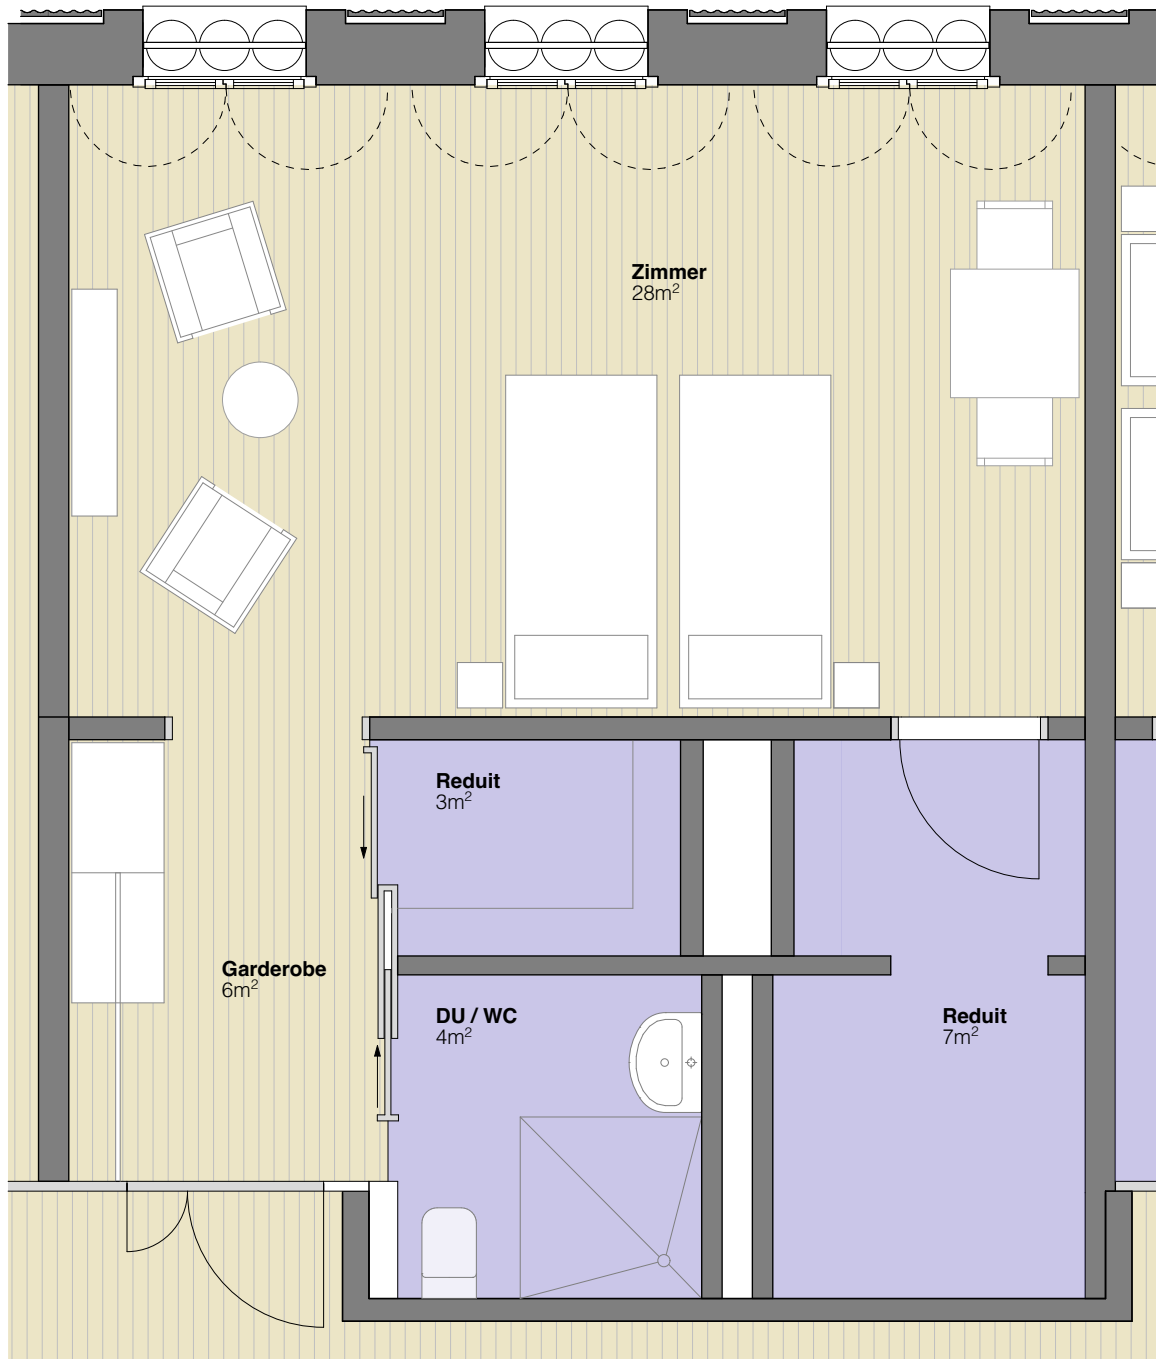 Zimmer
28m²
Reduit
3m²
Garderobe
6m²
DU / WC
4m²
Reduit
7m²